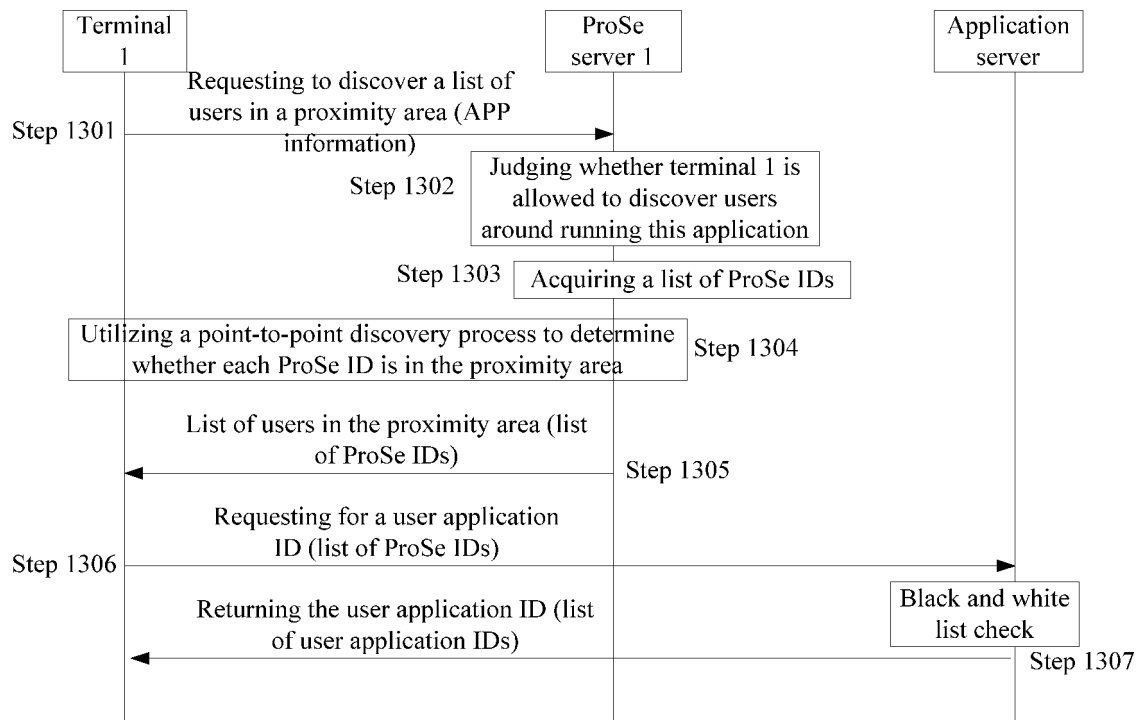 Terminal
1
ProSe
server 1
Application
server
Requesting to discover a list of
users in a proximity area (APP
information)
Step 1301
Judging whether terminal 1 is
allowed to discover users
around running this application
Step 1302
Step 1303
Acquiring a list of ProSe IDs
Utilizing a point-to-point discovery process to determine
whether each ProSe ID is in the proximity area
Step 1304
List of users in the proximity area (list
of ProSe IDs)
Step 1305
Requesting for a user application
ID (list of ProSe IDs)
Step 1306
Black and white
list check
Returning the user application ID (list
of user application IDs)
Step 1307